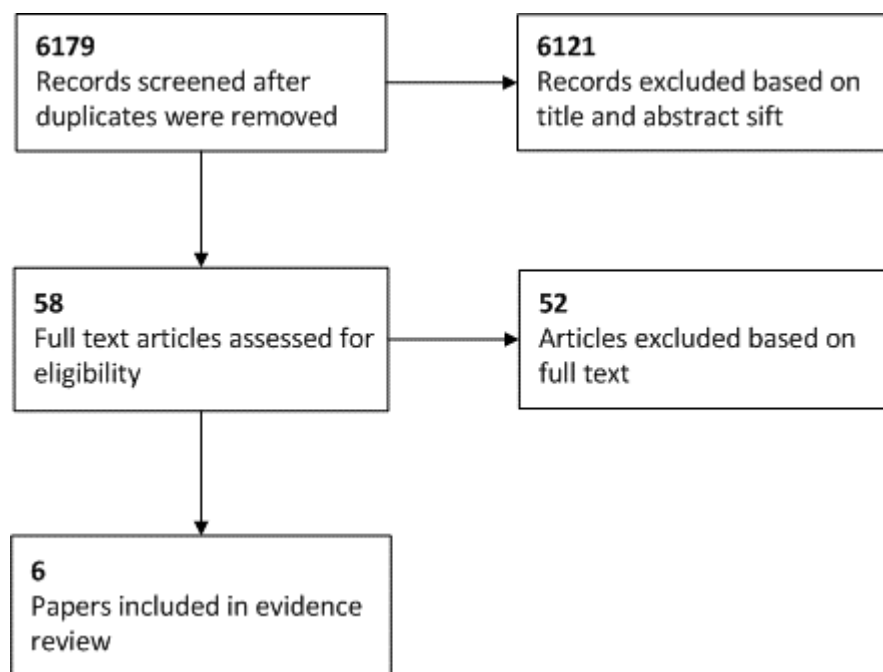 6179
Records screened after
duplicates were removed
6121
Records excluded based on
title and abstract sift
58
Full text articles assessed for
eligibility
52
Articles excluded based on
full text
6
Papers included in evidence
review